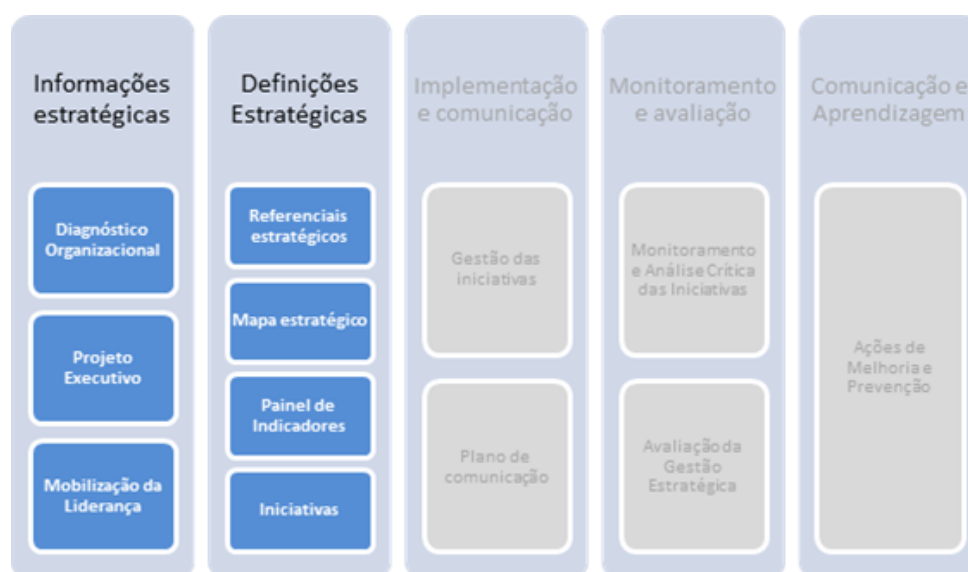 Informações
estratégicas
Diagnóstico
Organizacional
Projeto
Executivo
Mobilização da
Liderança
Definições
Estratégicas
Referenciais
estratégicos
Mapa estratégico
Painel de
Indicadores
Iniciativas
Implementação
e comunicação
Gestão das
iniciativas
Plano de
comunicação
Monitoramento
e avaliação
Monitoramento
e Análise Crítica
das Iniciativas
Avaliação da
Gestão
Estratégica
Comunicação e
Aprendizagem
Ações de
Melhoria e
Prevenção